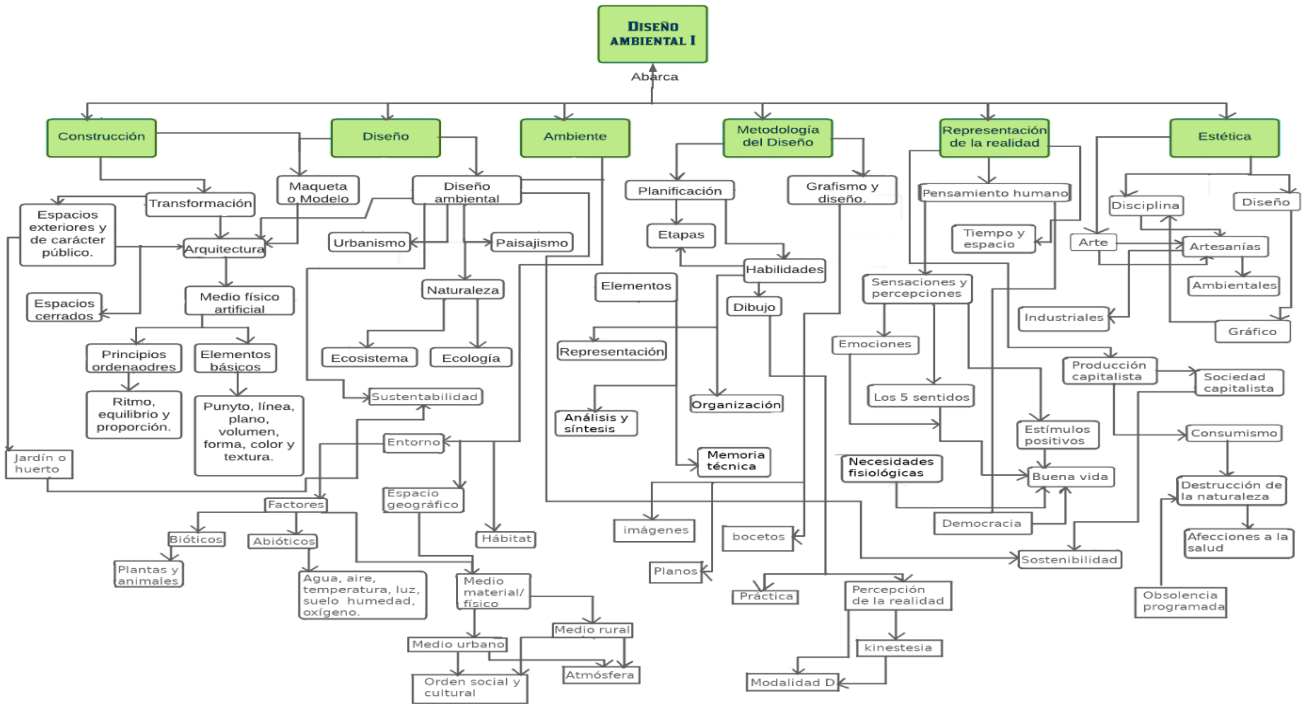 DISEÑO
AMBIENTAL I
Abarca
Construcción
Diseño
Ambiente
Metodología
del Diseño
Representación
de la realidad
Estética
Transformación
Maqueta
o Modelo
Diseño
ambiental
Planificación
Grafismo y
diseño.
Pensamiento humano
Disciplina
Diseño
Espacios
exteriores y
de carácter
público.
Arquitectura
Urbanismo
Paisajismo
Etapas
Tiempo y
espacio
Arte
Artesanías
Habilidades
Elementos
Sensaciones y
percepciones
Ambientales
Espacios
cerrados
Medio físico
artificial
Naturaleza
Dibujo
Industriales
Gráfico
Principios
ordenaodres
Elementos
básicos
Ecosistema
Ecología
Representación
Emociones
Producción
capitalista
Sociedad
capitalista
Ritmo,
equilibrio y
proporción.
Punyto, línea,
plano,
volumen,
forma, color y
textura.
Sustentabilidad
Organización
Los 5 sentidos
Análisis y
síntesis
Estímulos
positivos
Consumismo
Jardín o
huerto
Entorno
Memoria
técnica
Necesidades
fisiológicas
Buena vida
Destrucción de
la naturaleza
Factores
Espacio
geográfico
Bióticos
Abióticos
Hábitat
imágenes
bocetos
Democracia
Afecciones a la
salud
Sostenibilidad
Plantas y
animales
Agua, aire,
temperatura, luz,
suelo humedad,
oxígeno.
Medio
material/
físico
Planos
Práctica
Percepción
de la realidad
Obsolencia
programada
Medio rural
Medio urbano
kinestesia
Atmósfera
Orden social y
cultural
Modalidad D